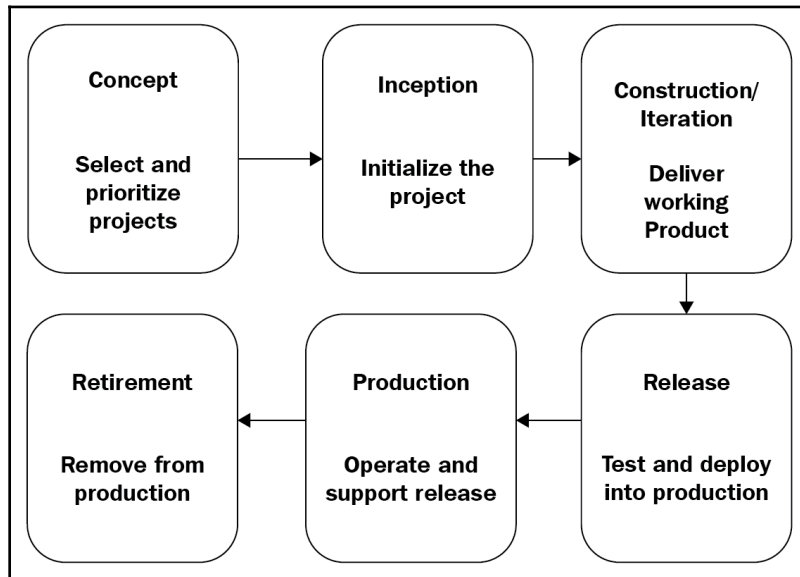 Concept
Select and
prioritize
projects
Inception
Initialize the
project
Construction/
Iteration
Deliver
working
Product
Retirement
Remove from
production
Production
Operate and
support release
Release
Test and deploy
into production